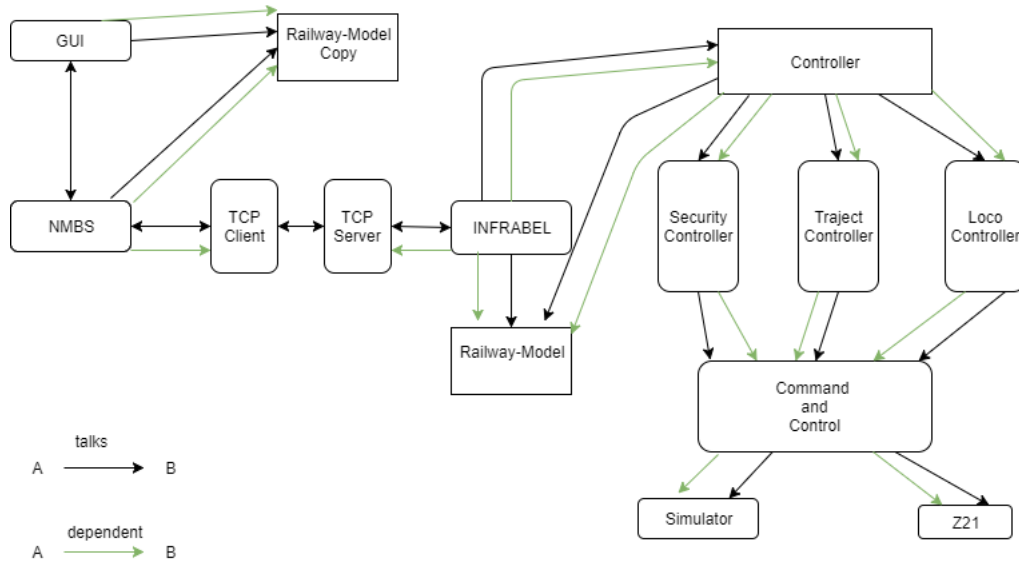 GUI
Railway-Model
Copy
Controller
NMBS
TCP
Client
TCP
Server
INFRABEL
Security
Controller
Traject
Controller
Loco
Controller
Railway-Model
Command
and
Control
Simulator
Z21
talks
A
B
dependent
A
B